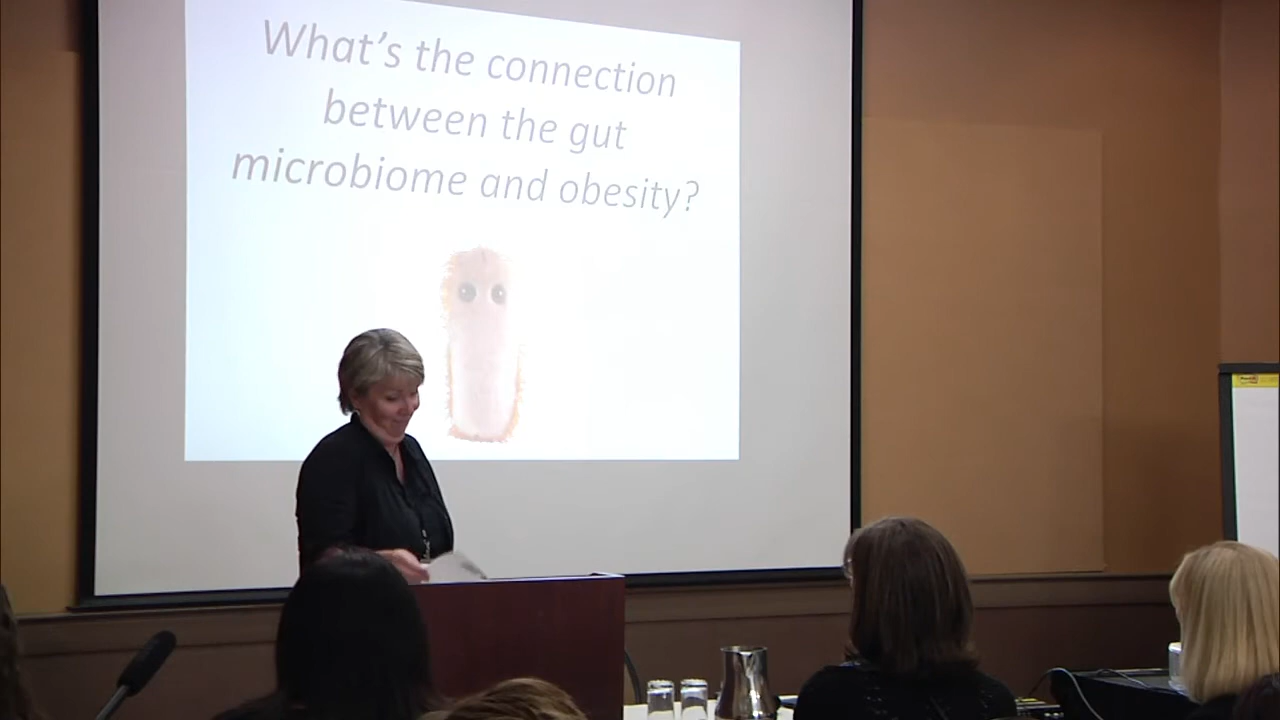 What's the connection
between the gut
microbiome and obesity?